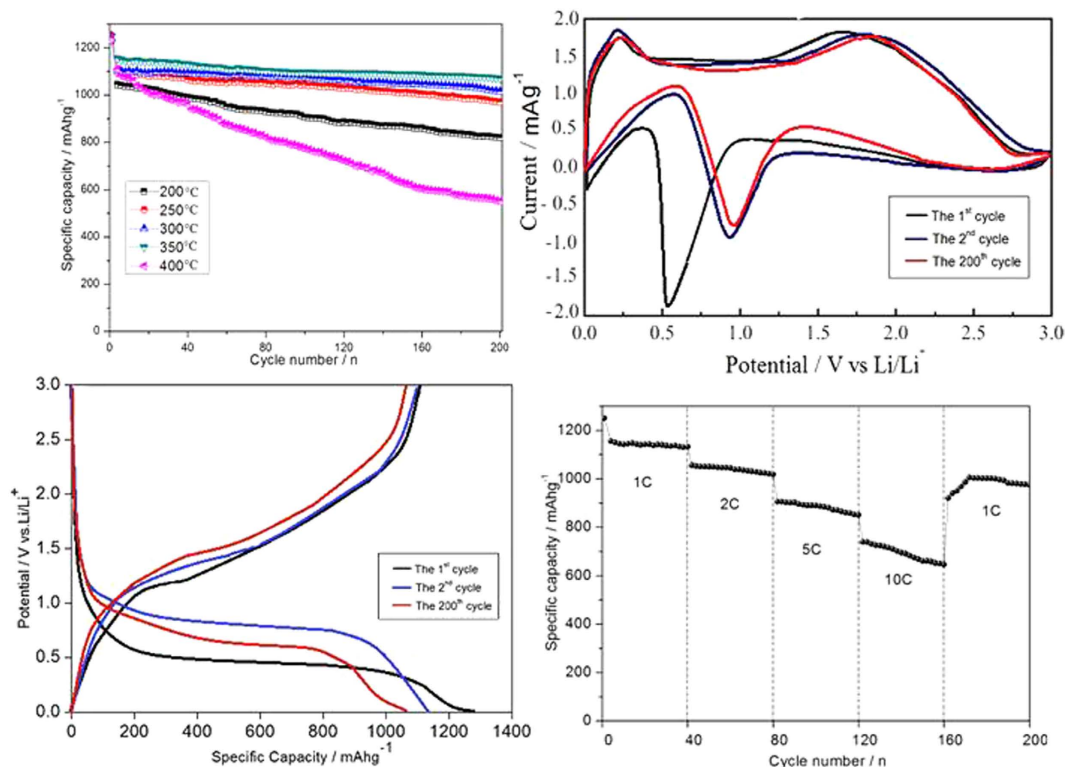 1200
1000
800
600
400
200
0
Specific capacity / mAhg-1
200°C
250°C
300°C
350°C
400°C
0 40 80 120 160 200
Cycle number / n
2.0
1.5
1.0
0.5
0.0
-0.5
-1.0
-1.5
-2.0
Current / mAg-1
The 1st cycle
The 2nd cycle
The 200th cycle
0.0 0.5 1.0 1.5 2.0 2.5 3.0
Potential / V vs Li/Li-
3.0
2.5
2.0
1.5
1.0
0.5
0.0
Potential / V vs.Li/Li+
The 1st cycle
The 2nd cycle
The 200th cycle
0 200 400 600 800 1000 1200 1400
Specific Capacity / mAhg-1
1200
1000
800
600
400
200
0
Specific capacity / mAhg-1
1C
2C
5C
10C
1C
0 40 80 120 160 200
Cycle number / n